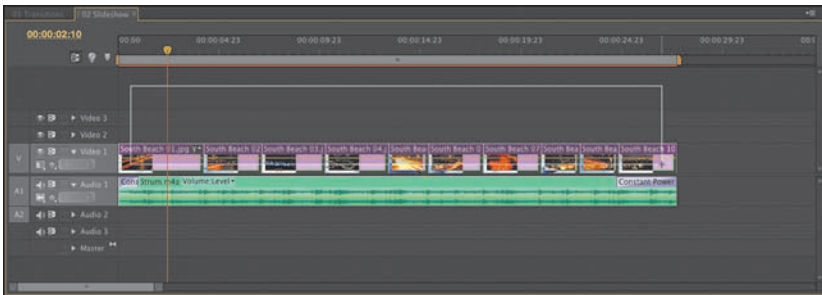 01 Transitions 02 Slideshow ×
00:00:02:10
00:00 00:00:04:23 00:00:09:23 00:00:14:23 00:00:19:23 00:00:24:23 00:00:29:23 00:
Video 3
Video 2
V Video 1 South Beach 01.jpg South Beach 02 South Beach 03.j South Beach 04.j South Bea South Beach 0 South Beach 07 South Bea South Bea South Beach 10
A1 Audio 1 Cons Strum.m4a Volume:Level Constant Power
A2 Audio 2
Audio 3
Master